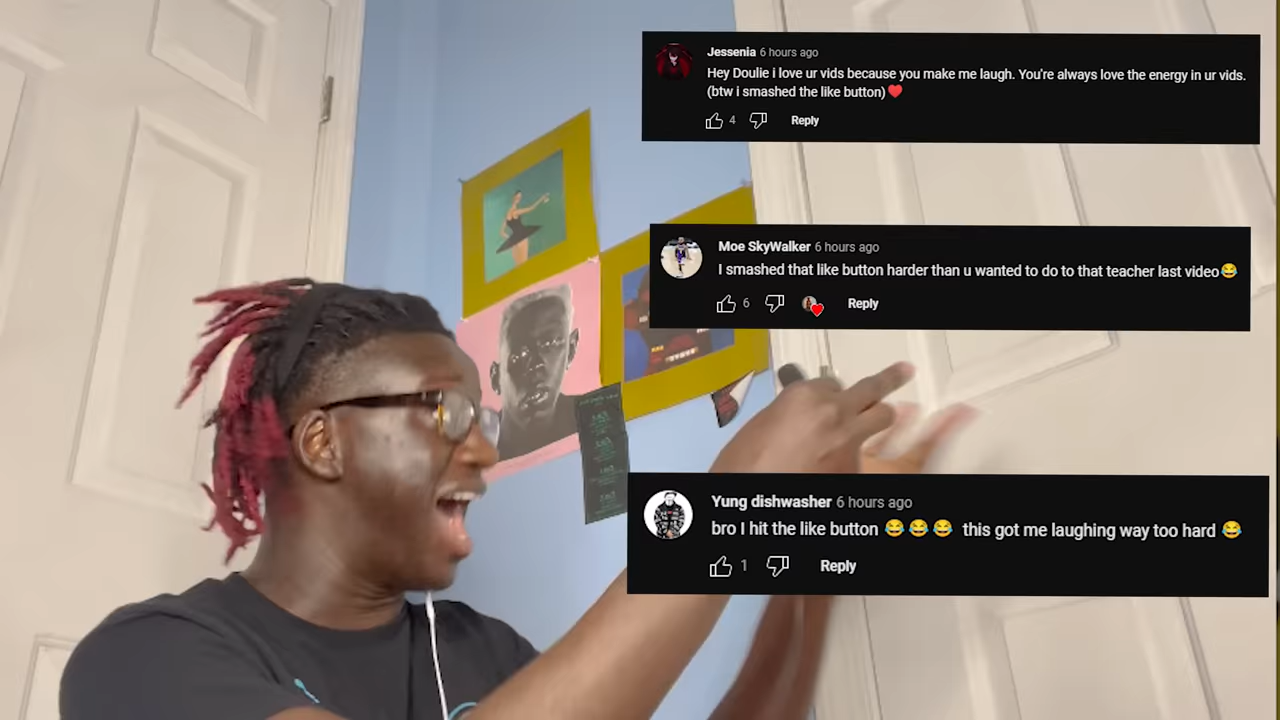 Jessenia 6 hours ago
Hey Doulie i love ur vids because you make me laugh. You're always love the energy in ur vids.
(btw i smashed the like button)❤️
4 Reply
Moe SkyWalker 6 hours ago
I smashed that like button harder than u wanted to do to that teacher last video😂
6 Reply
Yung dishwasher 6 hours ago
bro I hit the like button 😂😂😂 this got me laughing way too hard 😂
1 Reply